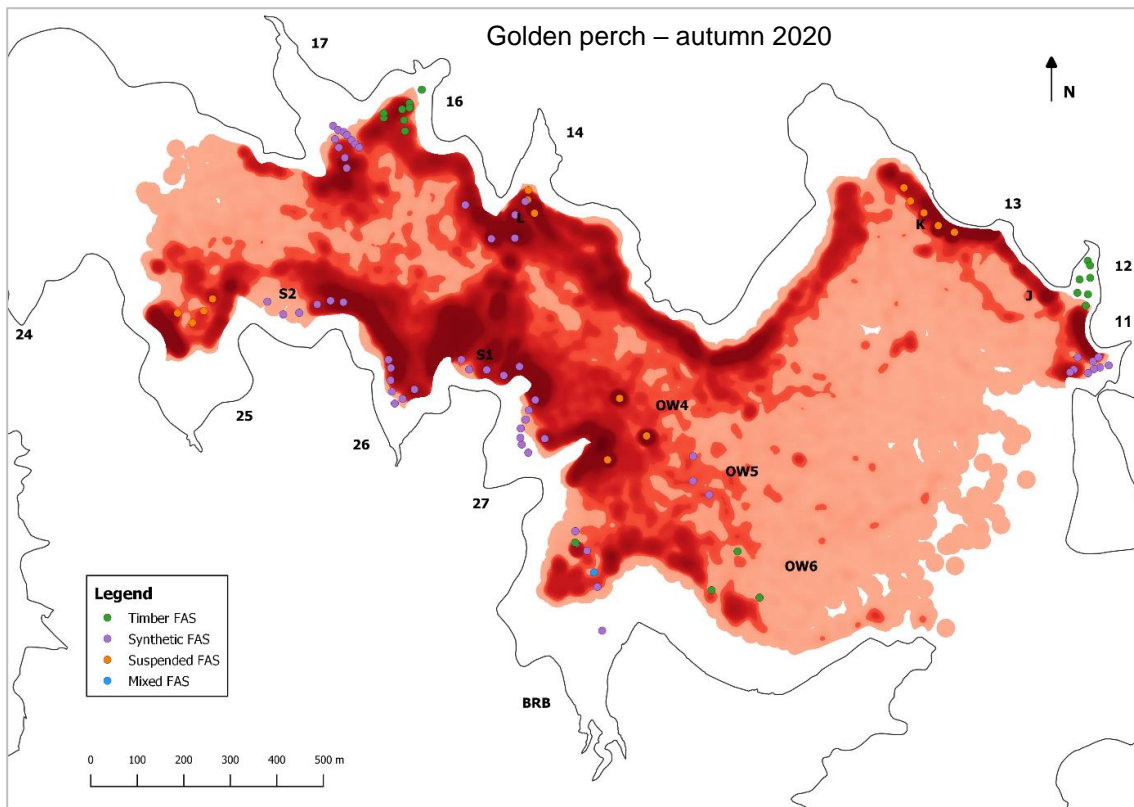 Golden perch – autumn 2020
17
16
14
N
13
12
11
L
K
J
S2
24
S1
25
26
27
OW4
OW5
OW6
BRB
Legend
Timber FAS
Synthetic FAS
Suspended FAS
Mixed FAS
0 100 200 300 400 500 m